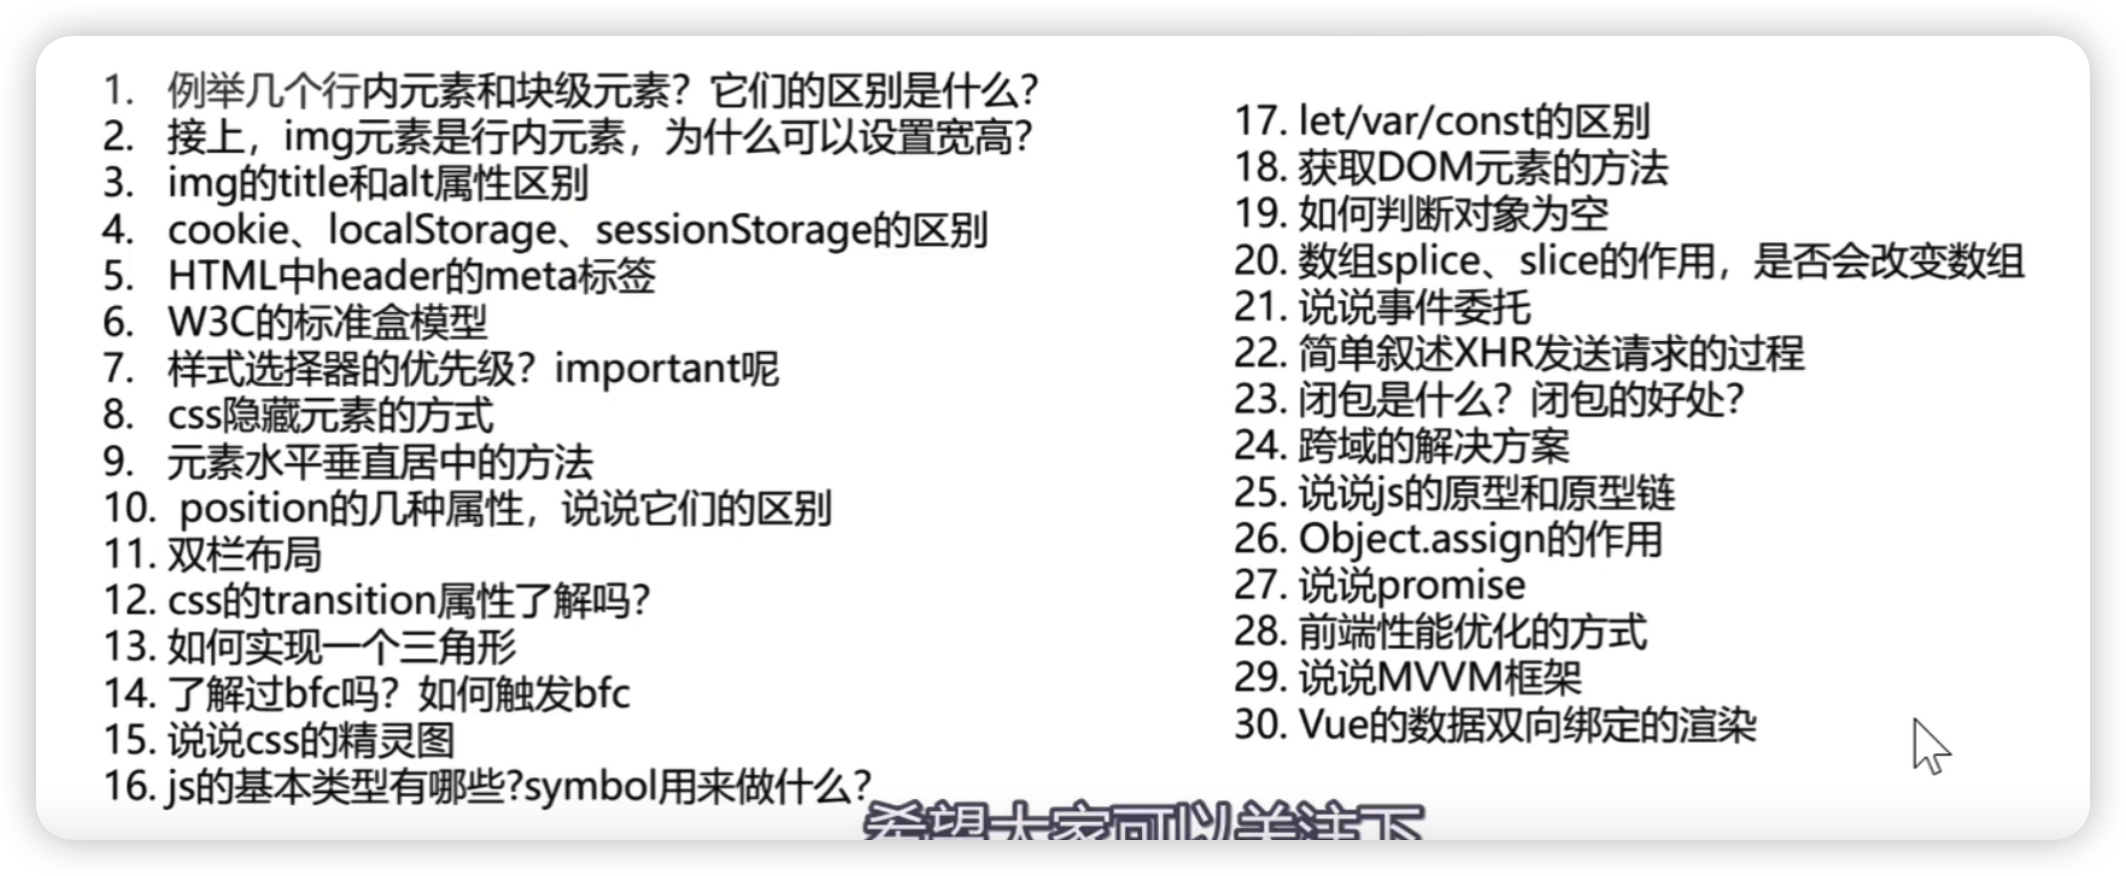 1. 例举几个行内元素和块级元素？它们的区别是什么？
2. 接上，img元素是行内元素，为什么可以设置宽高？
3. img的title和alt属性区别
4. cookie、localStorage、sessionStorage的区别
5. HTML中header的meta标签
6. W3C的标准盒模型
7. 样式选择器的优先级？important呢
8. css隐藏元素的方式
9. 元素水平垂直居中的方法
10. position的几种属性，说说它们的区别
11. 双栏布局
12. css的transition属性了解吗？
13. 如何实现一个三角形
14. 了解过bfc吗？如何触发bfc
15. 说说css的精灵图
16. js的基本类型有哪些?symbol用来做什么？
17. let/var/const的区别
18. 获取DOM元素的方法
19. 如何判断对象为空
20. 数组splice、slice的作用，是否会改变数组
21. 说说事件委托
22. 简单叙述XHR发送请求的过程
23. 闭包是什么？闭包的好处？
24. 跨域的解决方案
25. 说说js的原型和原型链
26. Object.assign的作用
27. 说说promise
28. 前端性能优化的方式
29. 说说MVVM框架
30. Vue的数据双向绑定的渲染
希望大家可以关注下